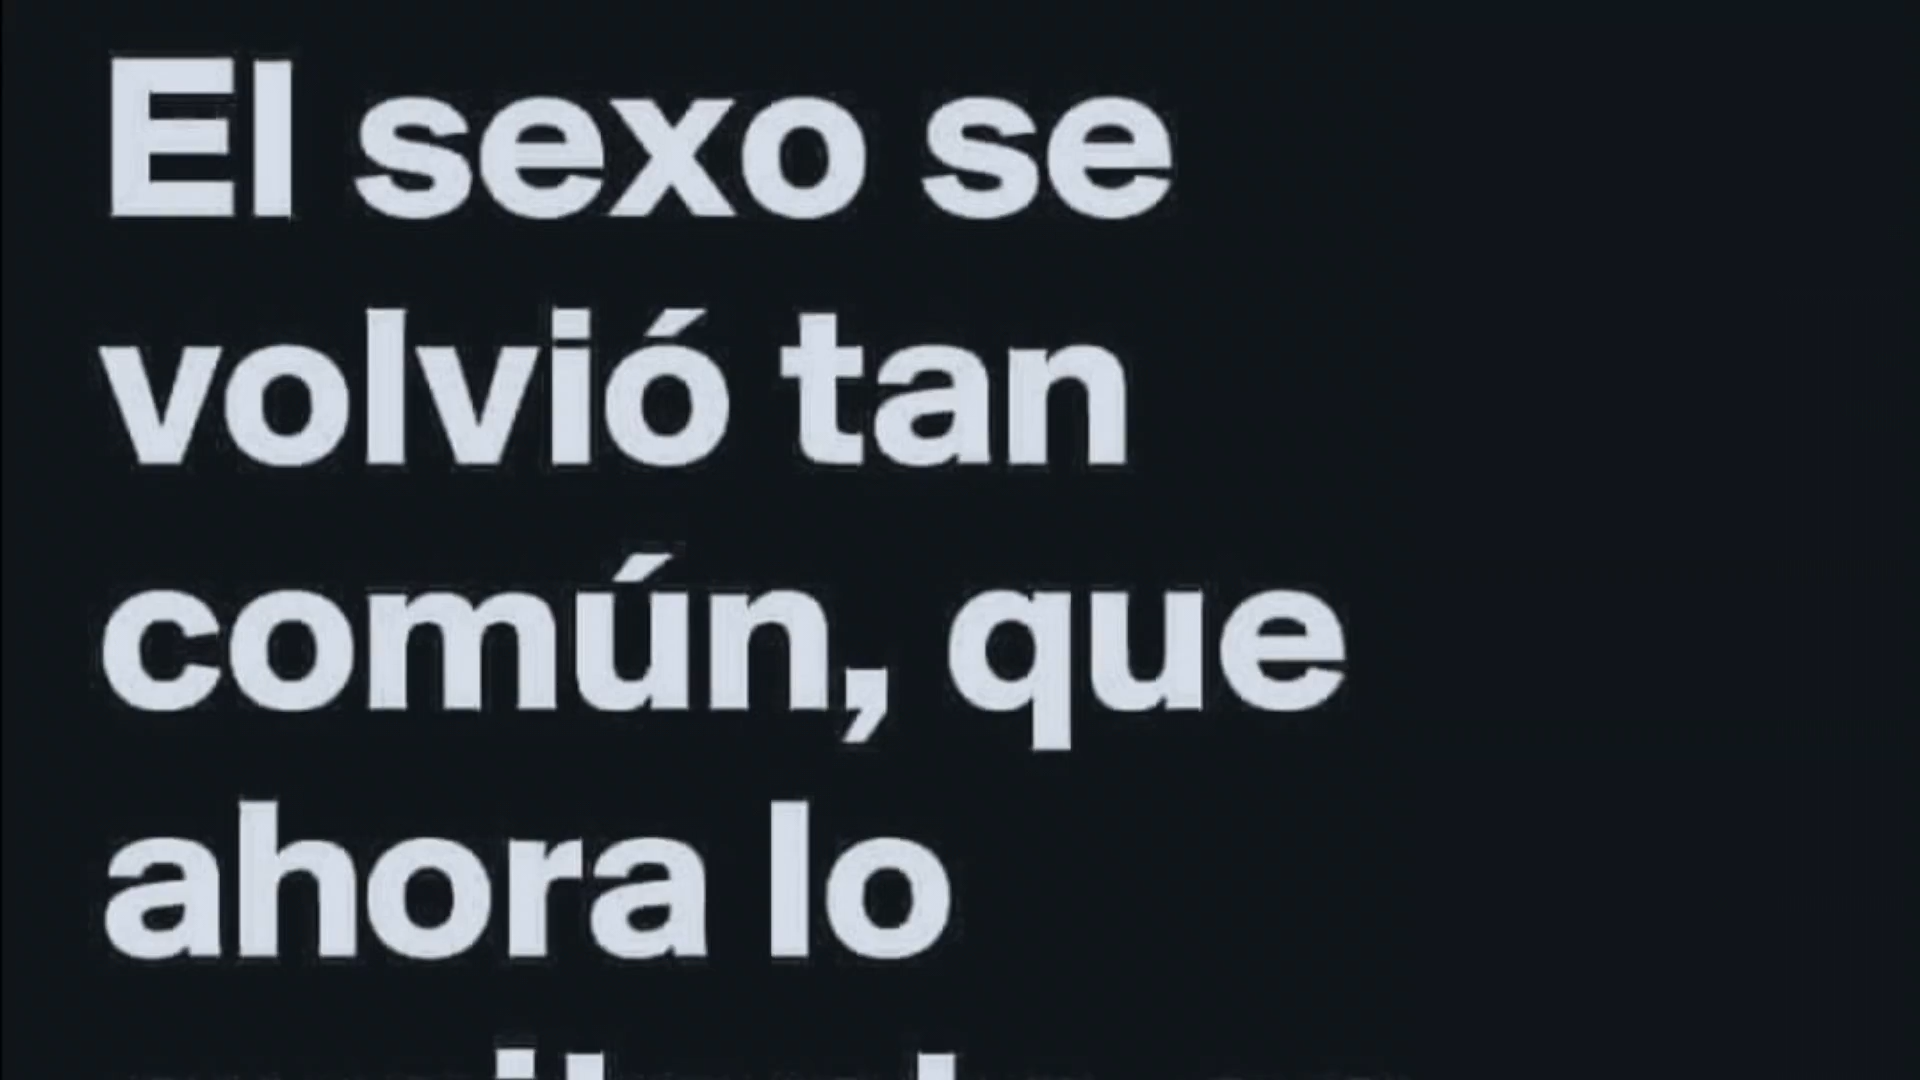 El sexo se
volvió tan
común, que
ahora lo